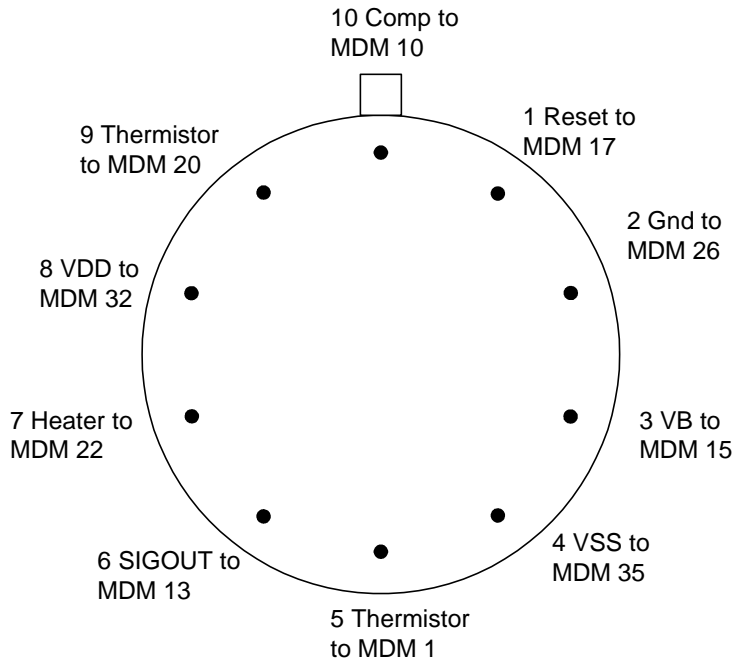 10 Comp to
MDM 10
1 Reset to
MDM 17
2 Gnd to
MDM 26
3 VB to
MDM 15
4 VSS to
MDM 35
5 Thermistor
to MDM 1
6 SIGOUT to
MDM 13
7 Heater to
MDM 22
8 VDD to
MDM 32
9 Thermistor
to MDM 20